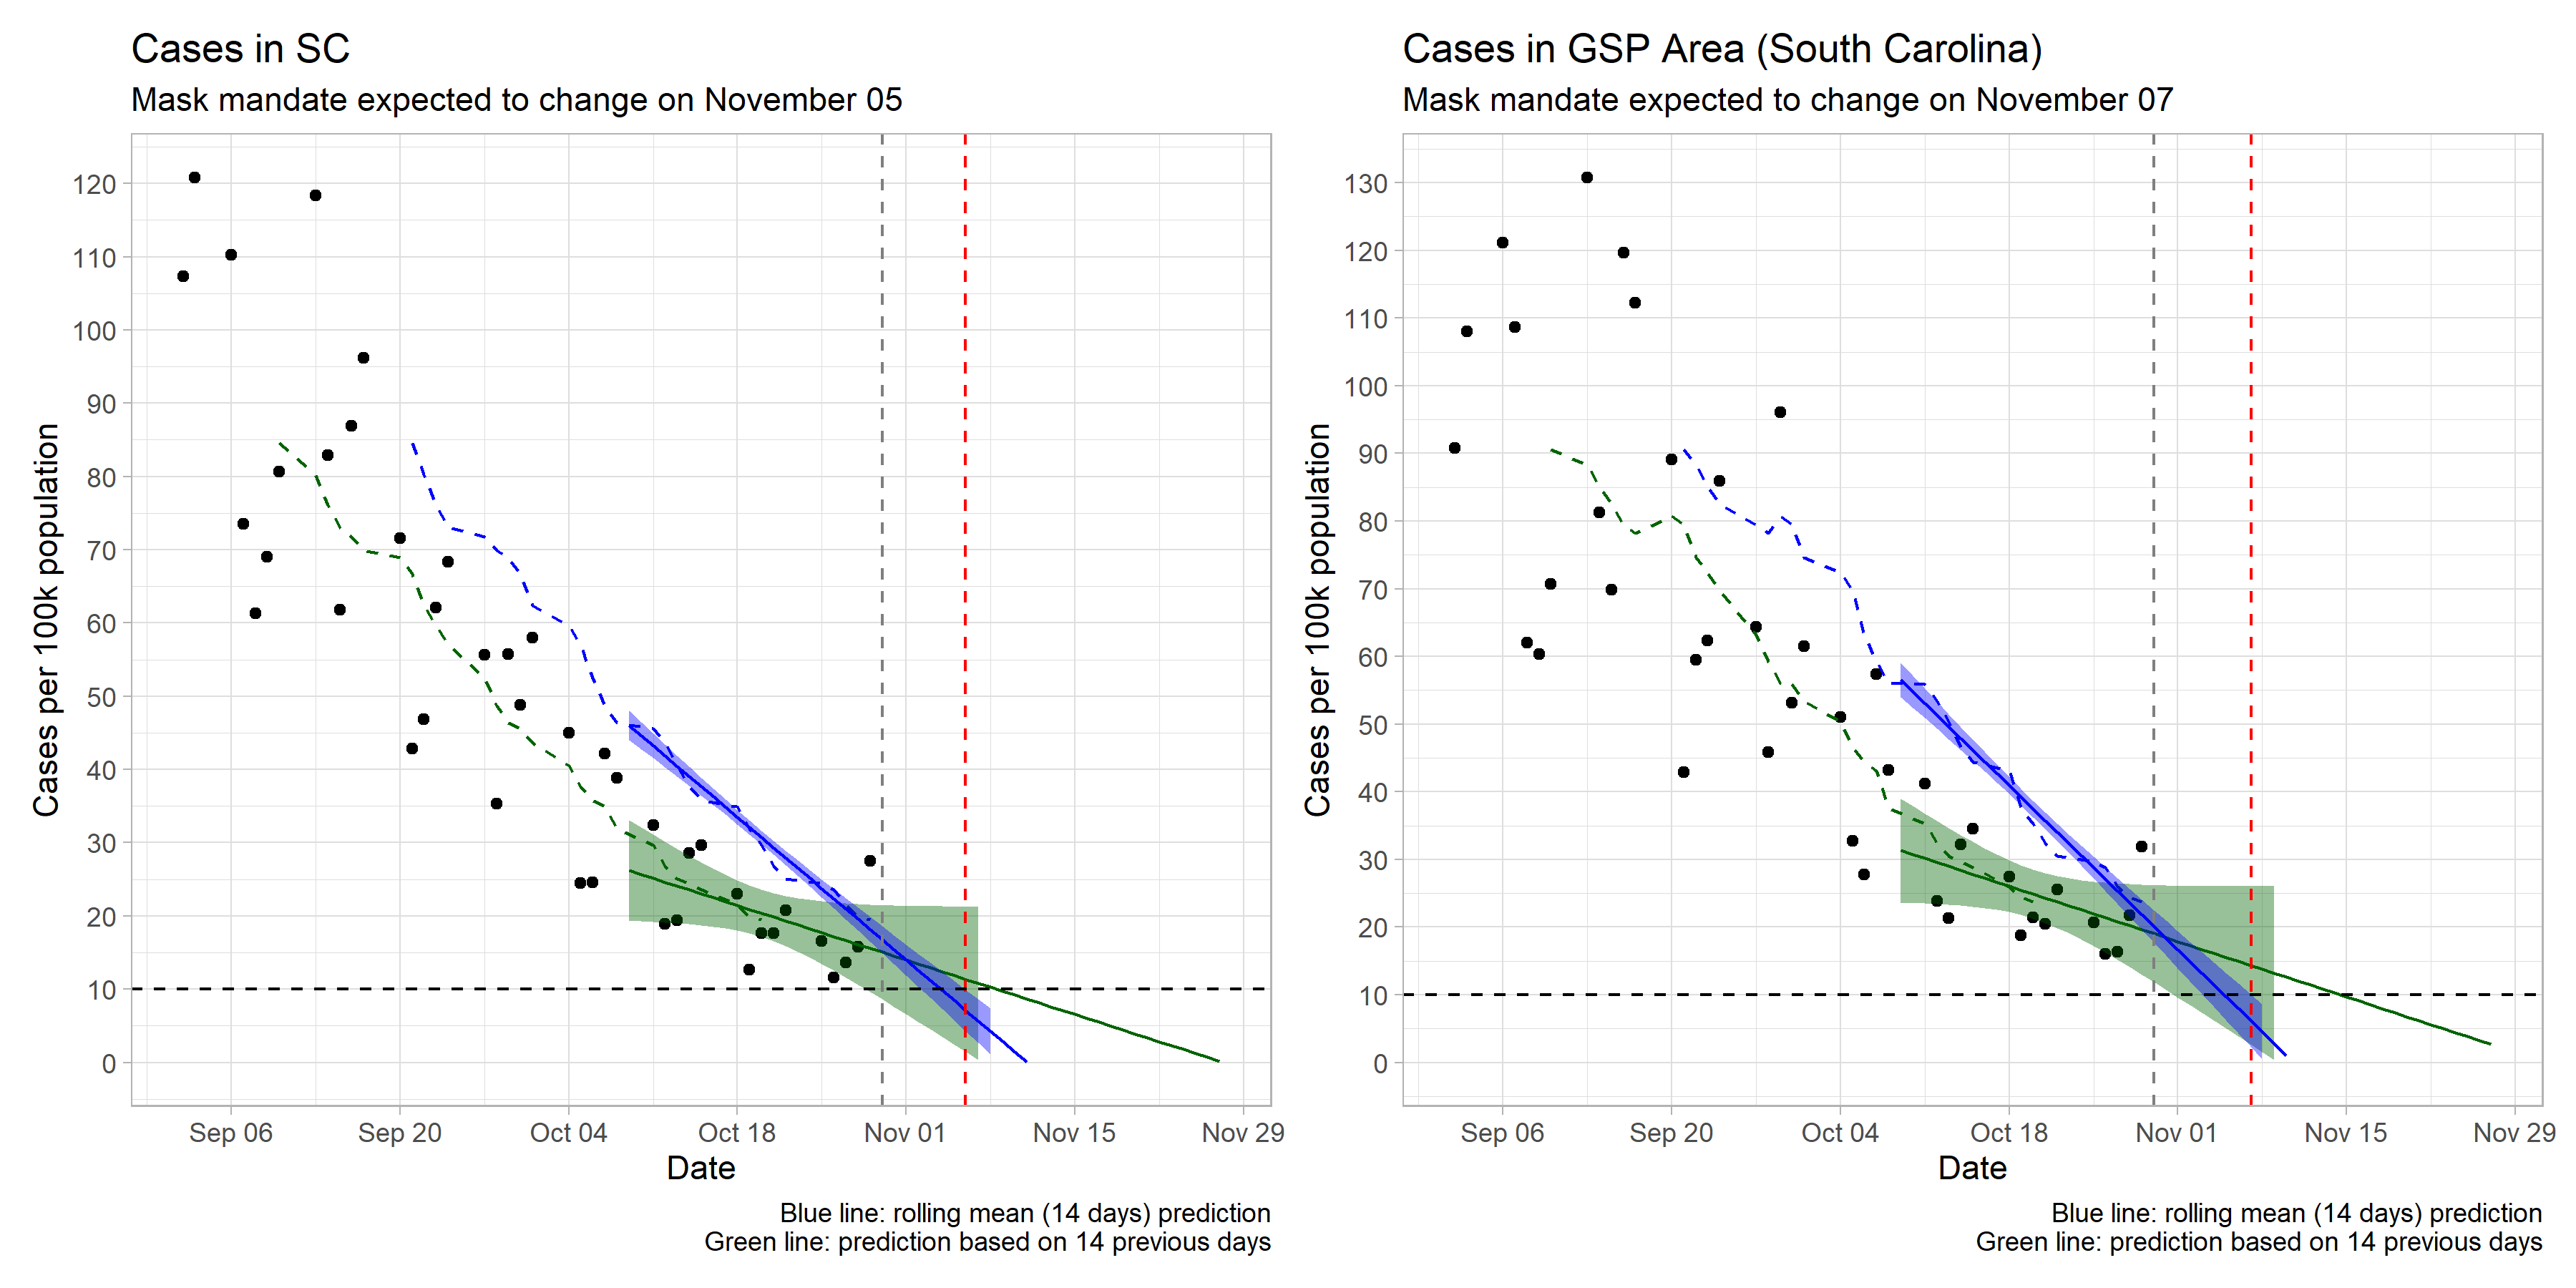 Cases in SC
Mask mandate expected to change on November 05
Cases per 100k population
120
110
100
90
80
70
60
50
40
30
20
10
0
Sep 06
Sep 20
Oct 04
Oct 18
Nov 01
Nov 15
Nov 29
Date
Blue line: rolling mean (14 days) prediction
Green line: prediction based on 14 previous days
Cases in GSP Area (South Carolina)
Mask mandate expected to change on November 07
Cases per 100k population
130
120
110
100
90
80
70
60
50
40
30
20
10
0
Sep 06
Sep 20
Oct 04
Oct 18
Nov 01
Nov 15
Nov 29
Date
Blue line: rolling mean (14 days) prediction
Green line: prediction based on 14 previous days